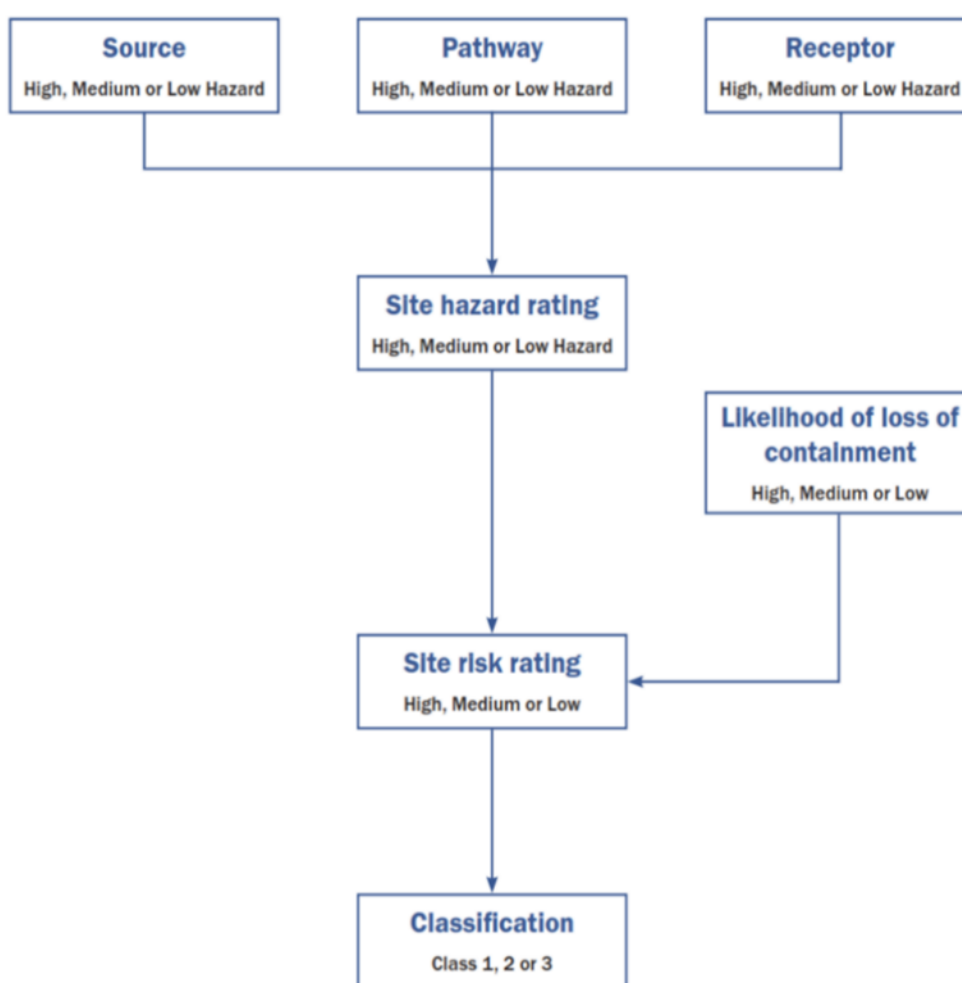 Source
High, Medium or Low Hazard
Pathway
High, Medium or Low Hazard
Receptor
High, Medium or Low Hazard
Site hazard rating
High, Medium or Low Hazard
Likelihood of loss of
containment
High, Medium or Low
Site risk rating
High, Medium or Low
Classification
Class 1, 2 or 3